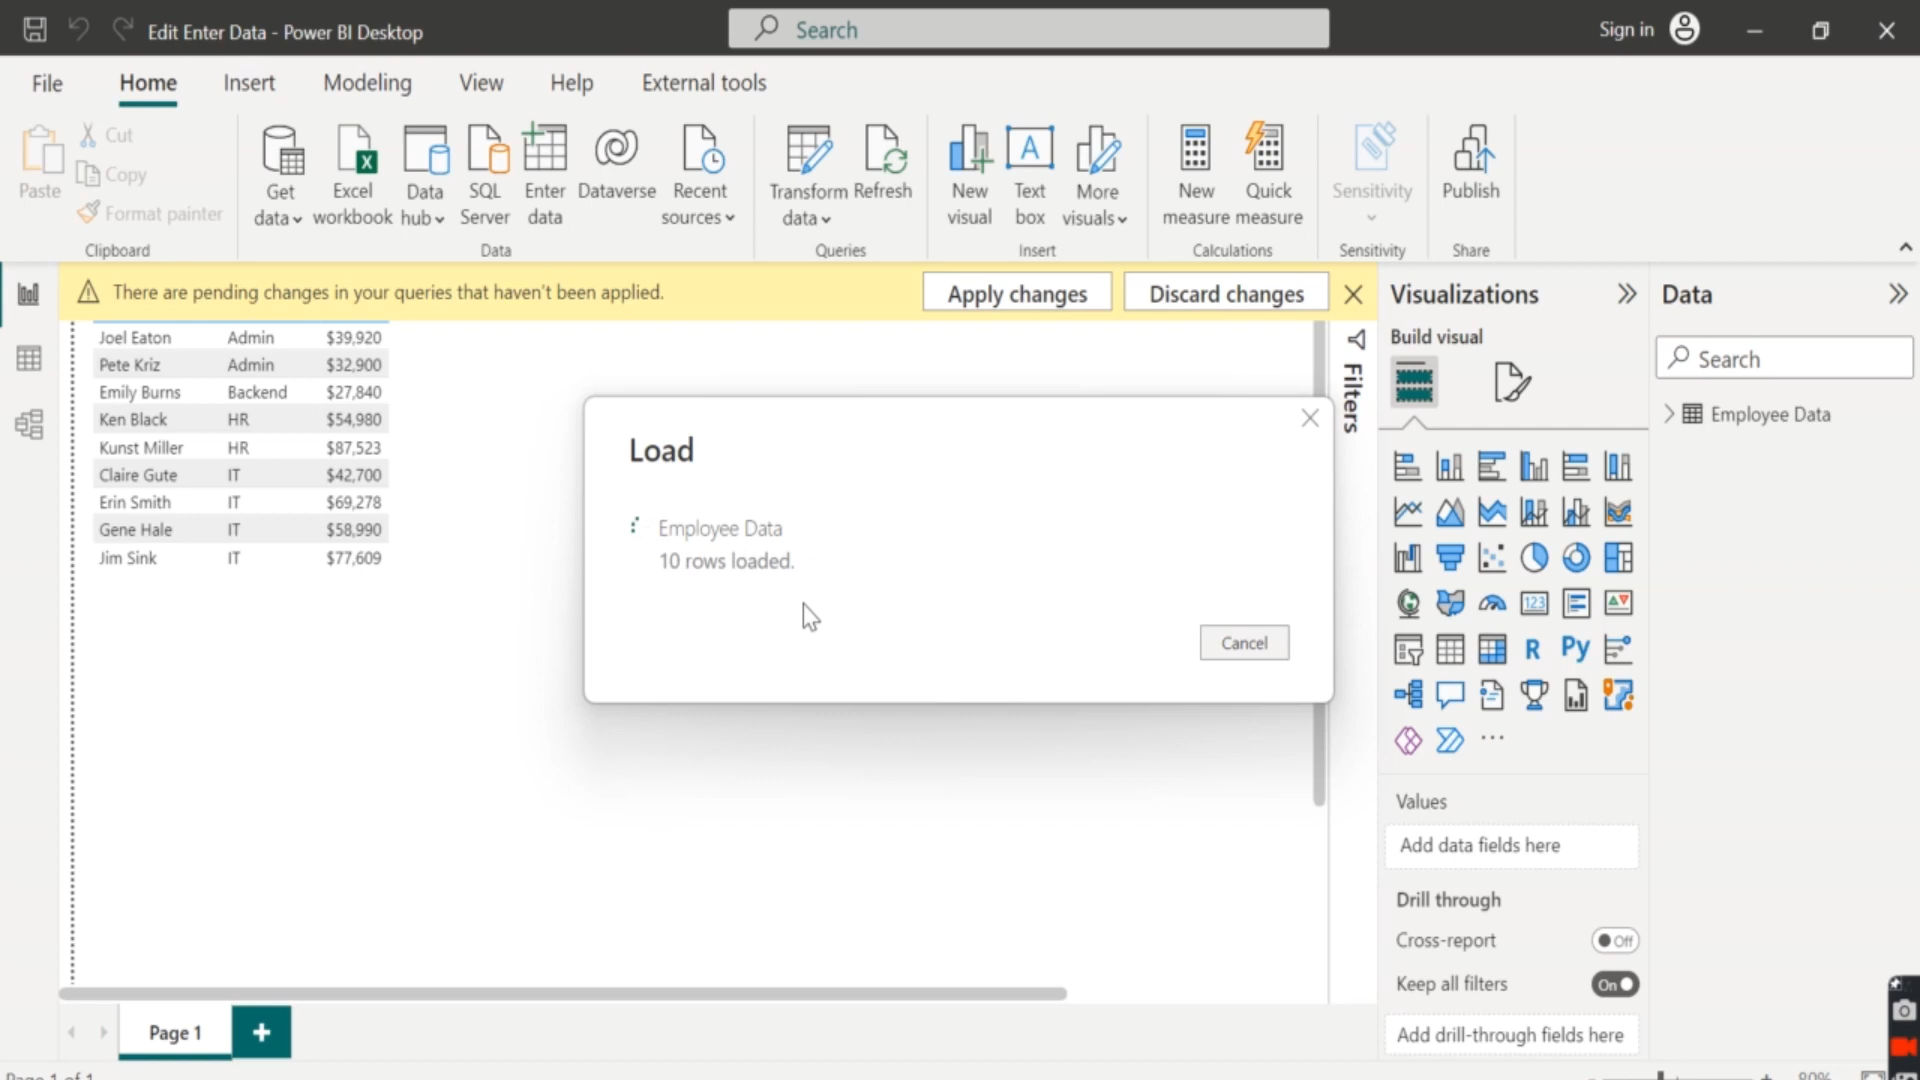 Edit Enter Data - Power BI Desktop
Search
Sign in
File
Home
Insert
Modeling
View
Help
External tools
Paste
Cut
Copy
Format painter
Clipboard
Get data
Excel workbook
Data hub
SQL Server
Enter data
Dataverse
Recent sources
Data
Transform data
Refresh
Queries
New visual
Text box
More visuals
Insert
New measure
Quick measure
Calculations
Sensitivity
Sensitivity
Publish
Share
There are pending changes in your queries that haven't been applied.
Apply changes
Discard changes
Joel Eaton Admin $39,920
Pete Kriz Admin $32,900
Emily Burns Backend $27,840
Ken Black HR $54,980
Kunst Miller HR $87,523
Claire Gute IT $42,700
Erin Smith IT $69,278
Gene Hale IT $58,990
Jim Sink IT $77,609
Load
Employee Data
10 rows loaded.
Cancel
Filters
Visualizations
Build visual
123
R
Py
Values
Add data fields here
Drill through
Cross-report
Off
Keep all filters
On
Add drill-through fields here
Data
Search
Employee Data
Page 1
Page 1 of 1
80%